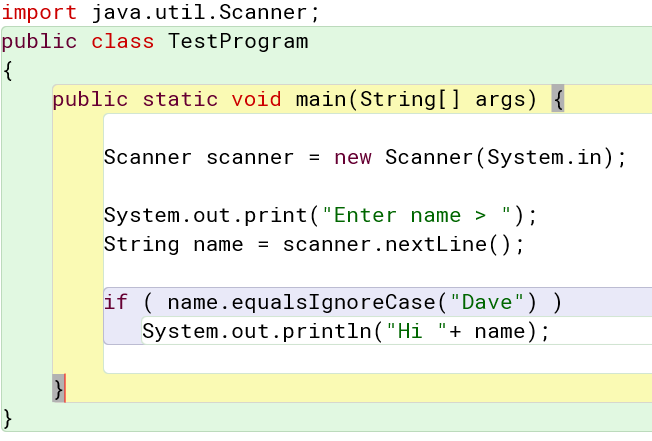 import java.util.Scanner;
public class TestProgram
{
    public static void main(String[] args) {

        Scanner scanner = new Scanner(System.in);

        System.out.print("Enter name > ");
        String name = scanner.nextLine();

        if ( name.equalsIgnoreCase("Dave") )
           System.out.println("Hi "+ name);

    }
}